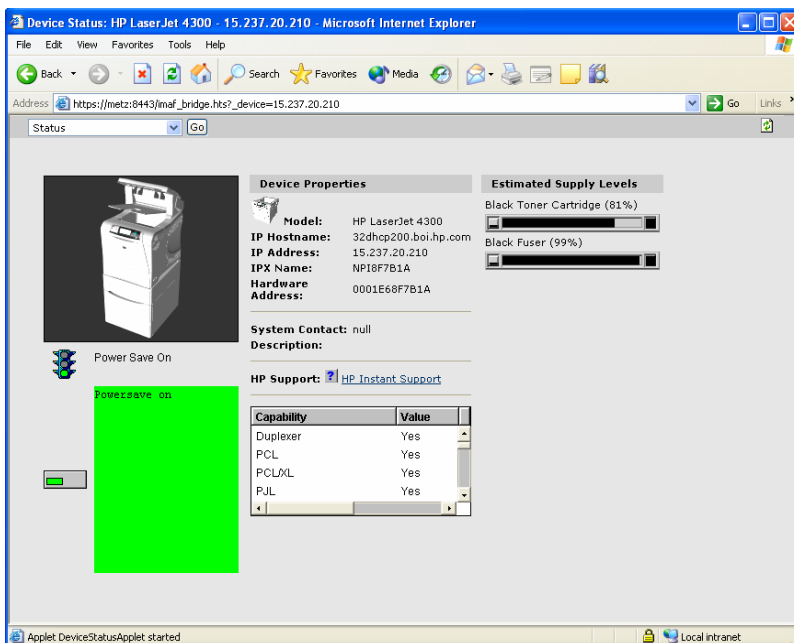 Device Status: HP LaserJet 4300 - 15.237.20.210 - Microsoft Internet Explorer
File Edit View Favorites Tools Help
Back Search Favorites Media
Address https://metz:8443/imaf_bridge.hts?_device=15.237.20.210 Go Links »
Status Go
Device Properties
Model: HP LaserJet 4300
IP Hostname: 32dhcp200.boi.hp.com
IP Address: 15.237.20.210
IPX Name: NPI8F7B1A
Hardware Address: 0001E68F7B1A
System Contact: null
Description:
HP Support: ? HP Instant Support
Capability Value
Duplexer Yes
PCL Yes
PCL/XL Yes
PJL Yes
Estimated Supply Levels
Black Toner Cartridge (81%)
Black Fuser (99%)
Power Save On
Powersave on
Applet DeviceStatusApplet started Local intranet